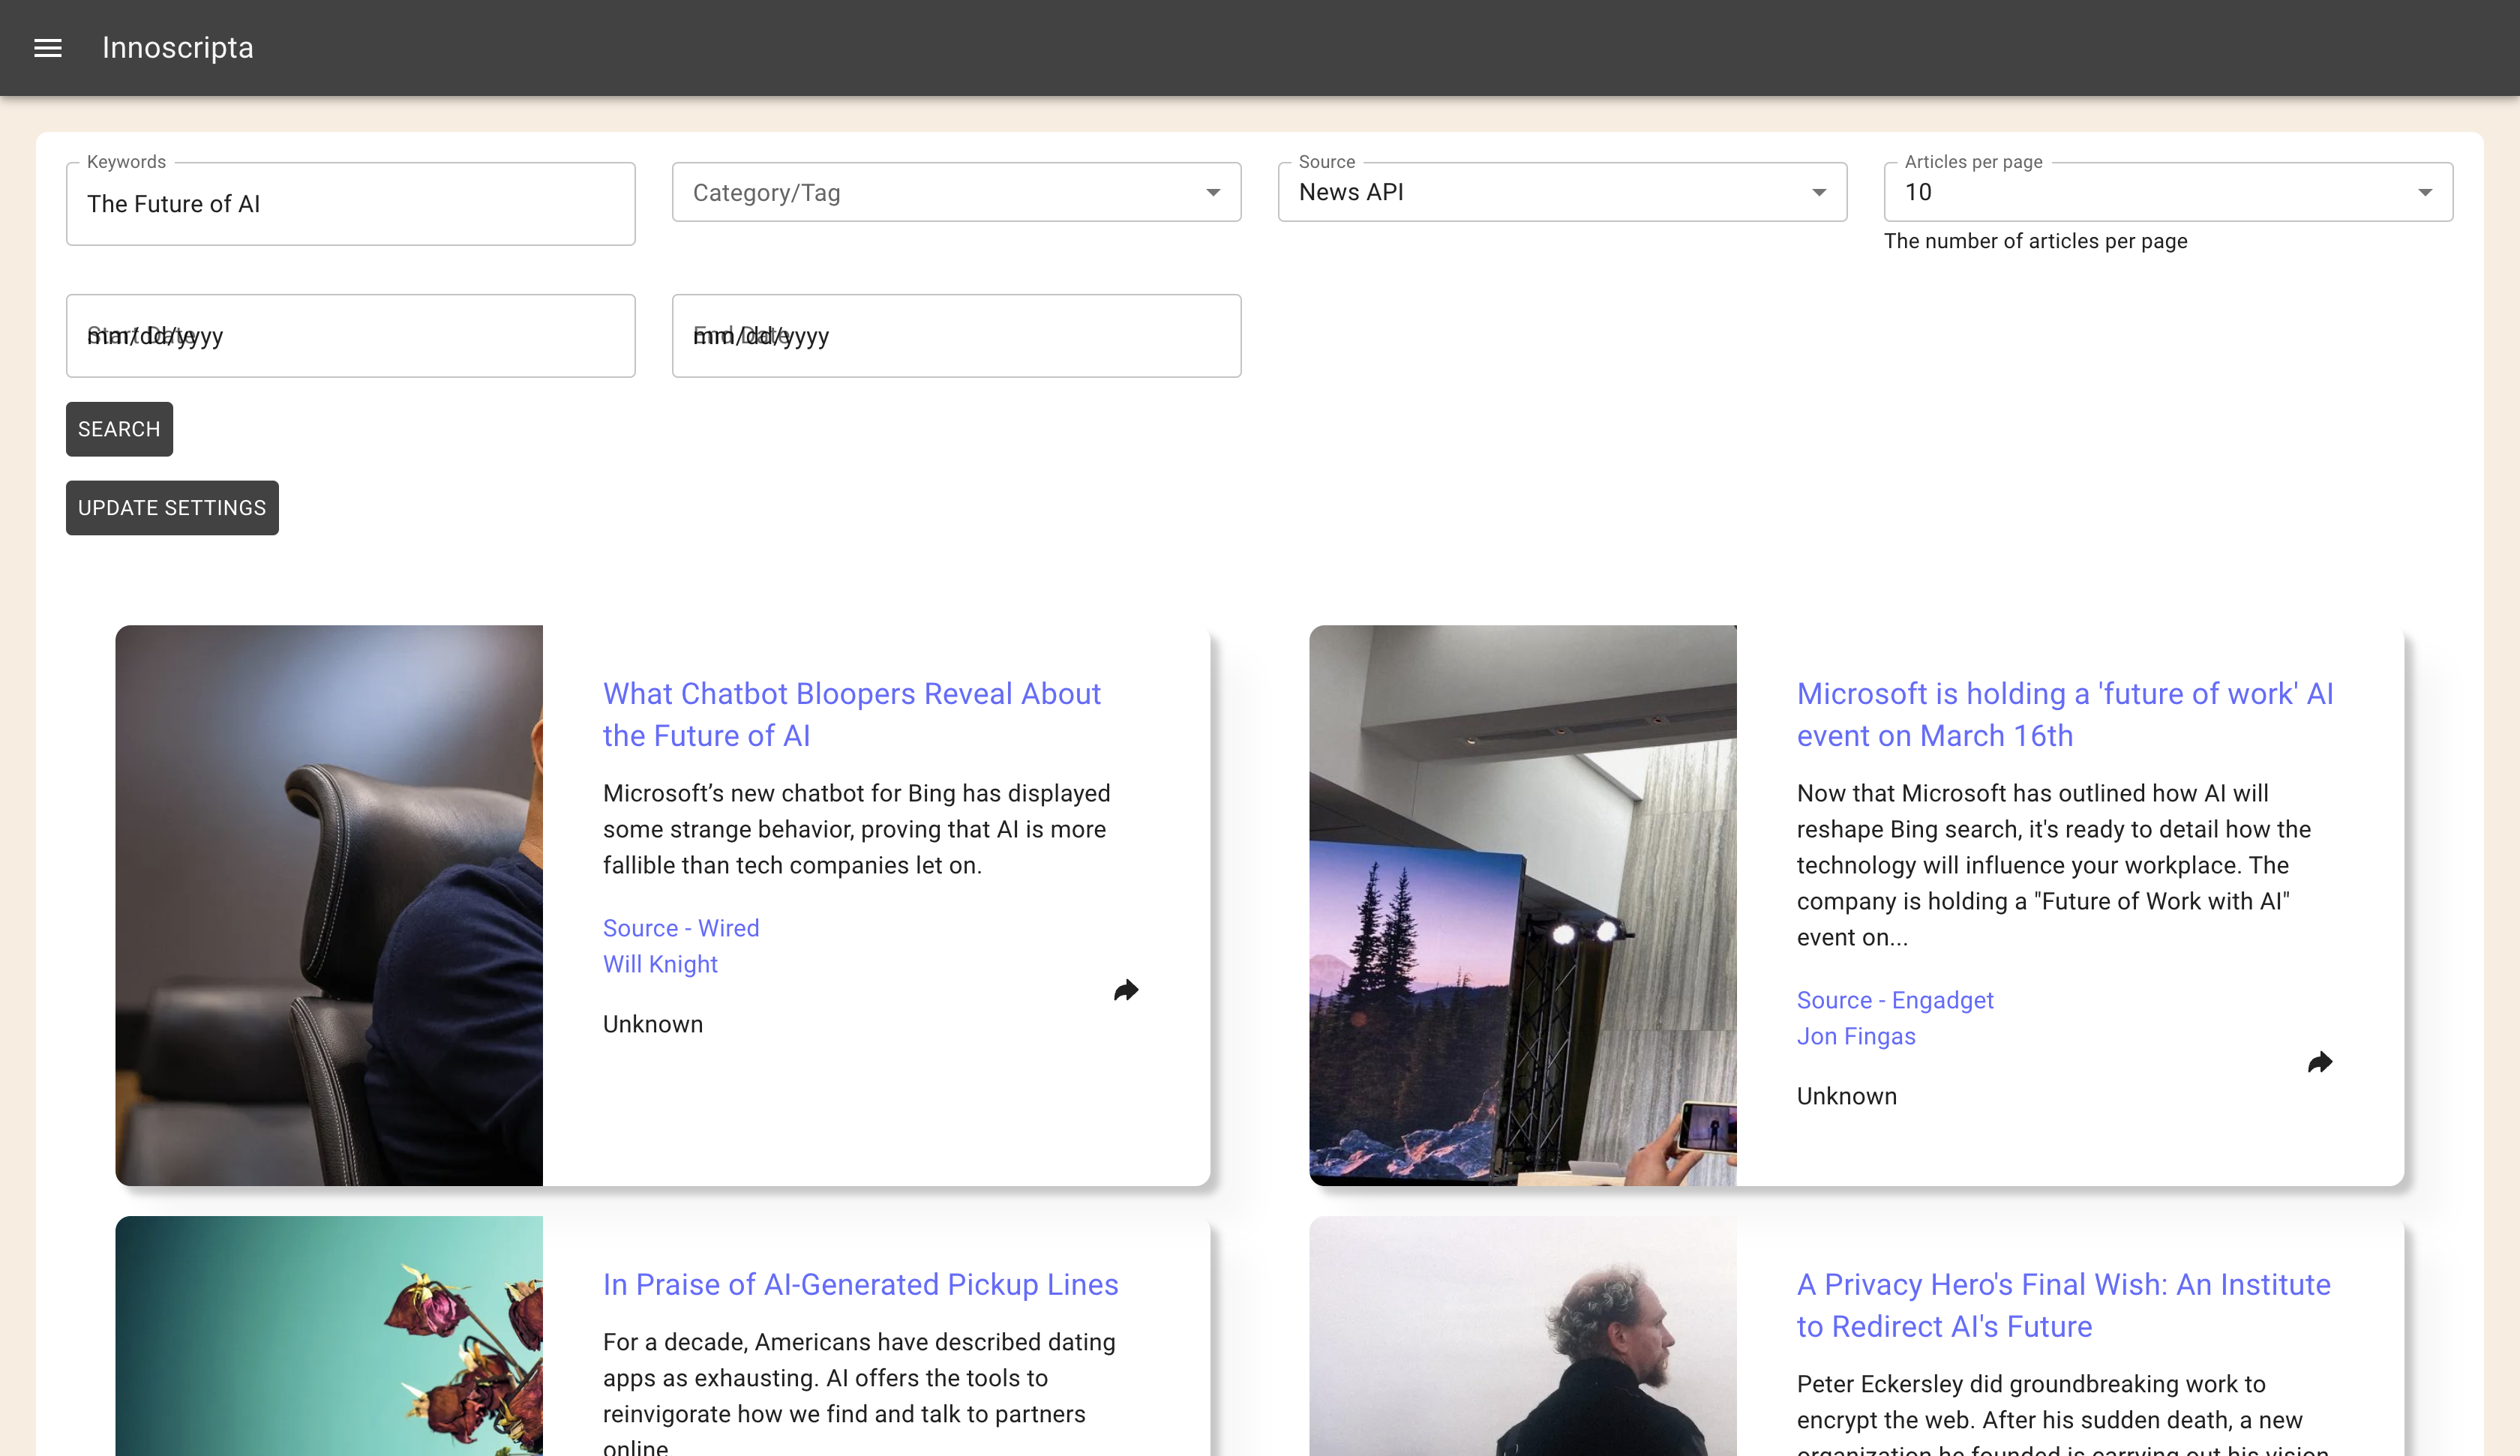 Innoscripta
Keywords
The Future of AI
Category/Tag
Source
News API
Articles per page
10
The number of articles per page
Start Date
mm/dd/yyyy
End Date
mm/dd/yyyy
SEARCH
UPDATE SETTINGS
What Chatbot Bloopers Reveal About
the Future of AI
Microsoft’s new chatbot for Bing has displayed
some strange behavior, proving that AI is more
fallible than tech companies let on.
Source - Wired
Will Knight
Unknown
Microsoft is holding a 'future of work' AI
event on March 16th
Now that Microsoft has outlined how AI will
reshape Bing search, it's ready to detail how the
technology will influence your workplace. The
company is holding a "Future of Work with AI"
event on...
Source - Engadget
Jon Fingas
Unknown
In Praise of AI-Generated Pickup Lines
For a decade, Americans have described dating
apps as exhausting. AI offers the tools to
reinvigorate how we find and talk to partners
online
A Privacy Hero's Final Wish: An Institute
to Redirect AI's Future
Peter Eckersley did groundbreaking work to
encrypt the web. After his sudden death, a new
organization he founded is carrying out his vision